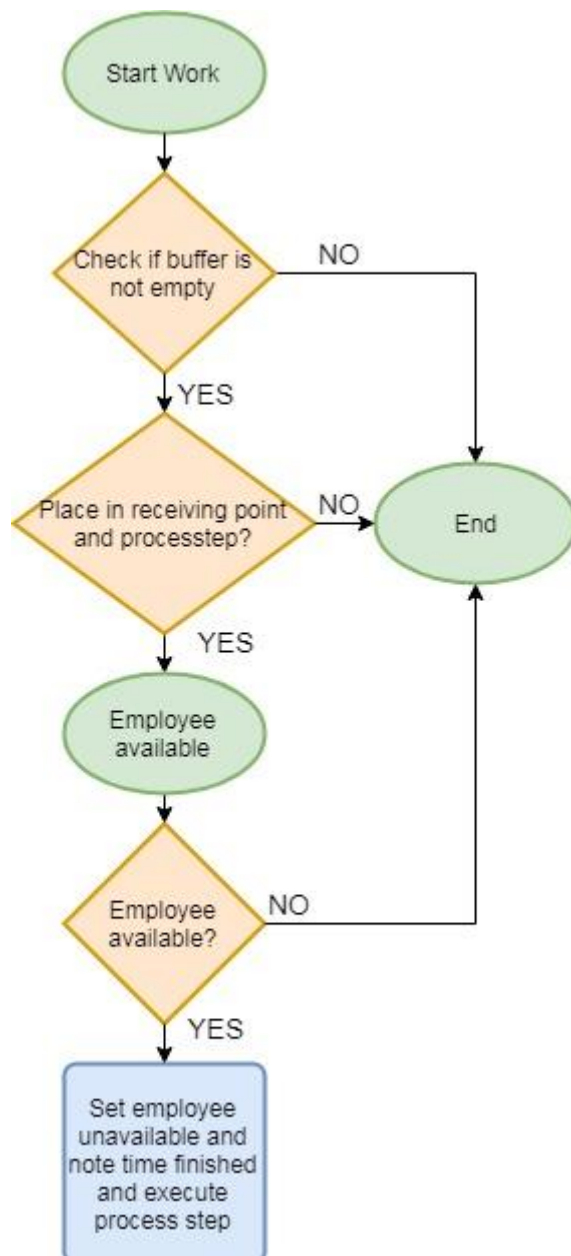 Start Work
Check if buffer is
not empty
NO
YES
Place in receiving point
and processtep?
NO
End
YES
Employee
available
Employee
available?
NO
YES
Set employee
unavailable and
note time finished
and execute
process step